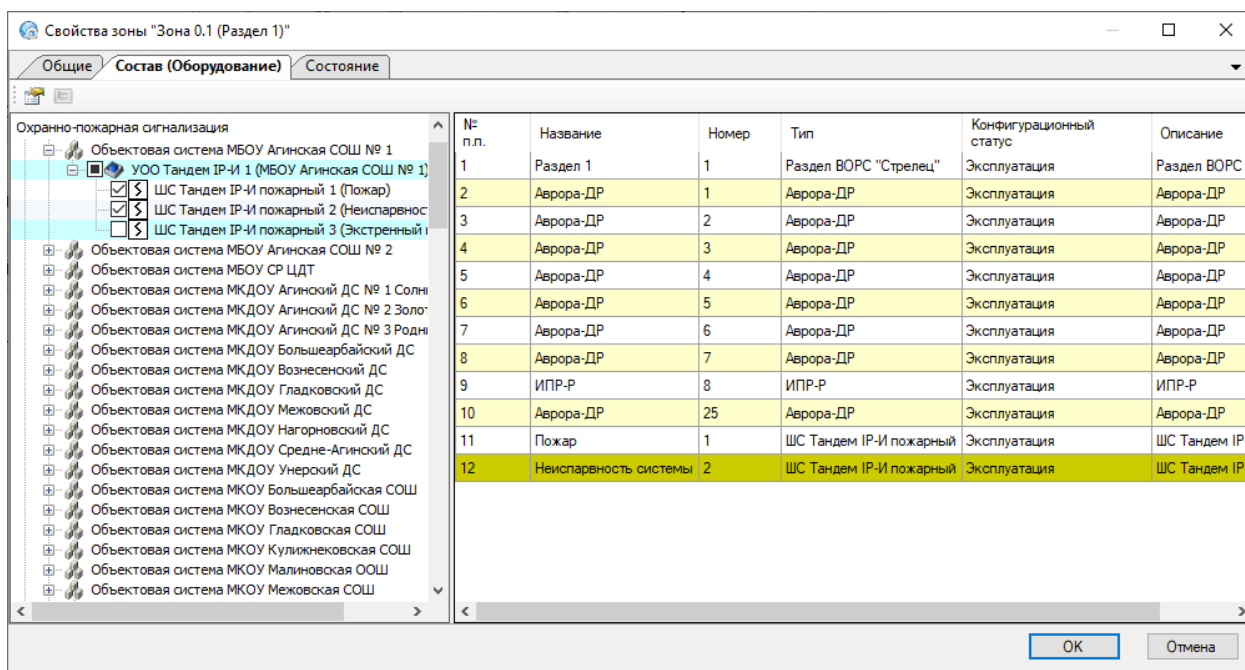 Свойства зоны "Зона 0.1 (Раздел 1)"
Общие Состав (Оборудование) Состояние
Охранно-пожарная сигнализация
Объектовая система МБОУ Агинская СОШ № 1
УОО Тандем IP-И 1 (МБОУ Агинская СОШ № 1)
ШС Тандем IP-И пожарный 1 (Пожар)
ШС Тандем IP-И пожарный 2 (Неиспарвнос
ШС Тандем IP-И пожарный 3 (Экстренный
Объектовая система МБОУ Агинская СОШ № 2
Объектовая система МБОУ СР ЦДТ
Объектовая система МКДОУ Агинский ДС № 1 Солн
Объектовая система МКДОУ Агинский ДС № 2 Золо
Объектовая система МКДОУ Агинский ДС № 3 Родн
Объектовая система МКДОУ Большеарбайский ДС
Объектовая система МКДОУ Вознесенский ДС
Объектовая система МКДОУ Гладковский ДС
Объектовая система МКДОУ Межовский ДС
Объектовая система МКДОУ Нагорновский ДС
Объектовая система МКДОУ Средне-Агинский ДС
Объектовая система МКДОУ Унерский ДС
Объектовая система МКОУ Большеарбайская СОШ
Объектовая система МКОУ Вознесенская СОШ
Объектовая система МКОУ Гладковская СОШ
Объектовая система МКОУ Кулижнековская СОШ
Объектовая система МКОУ Малиновская ООШ
Объектовая система МКОУ Межовская СОШ
№ п.п. Название Номер Тип Конфигурационный статус Описание
1 Раздел 1 1 Раздел ВОРС "Стрелец" Эксплуатация Раздел ВОРС
2 Аврора-ДР 1 Аврора-ДР Эксплуатация Аврора-ДР
3 Аврора-ДР 2 Аврора-ДР Эксплуатация Аврора-ДР
4 Аврора-ДР 3 Аврора-ДР Эксплуатация Аврора-ДР
5 Аврора-ДР 4 Аврора-ДР Эксплуатация Аврора-ДР
6 Аврора-ДР 5 Аврора-ДР Эксплуатация Аврора-ДР
7 Аврора-ДР 6 Аврора-ДР Эксплуатация Аврора-ДР
8 Аврора-ДР 7 Аврора-ДР Эксплуатация Аврора-ДР
9 ИПР-Р 8 ИПР-Р Эксплуатация ИПР-Р
10 Аврора-ДР 25 Аврора-ДР Эксплуатация Аврора-ДР
11 Пожар 1 ШС Тандем IP-И пожарный Эксплуатация ШС Тандем IP
12 Неиспарвность системы 2 ШС Тандем IP-И пожарный Эксплуатация ШС Тандем IP
OK Отмена